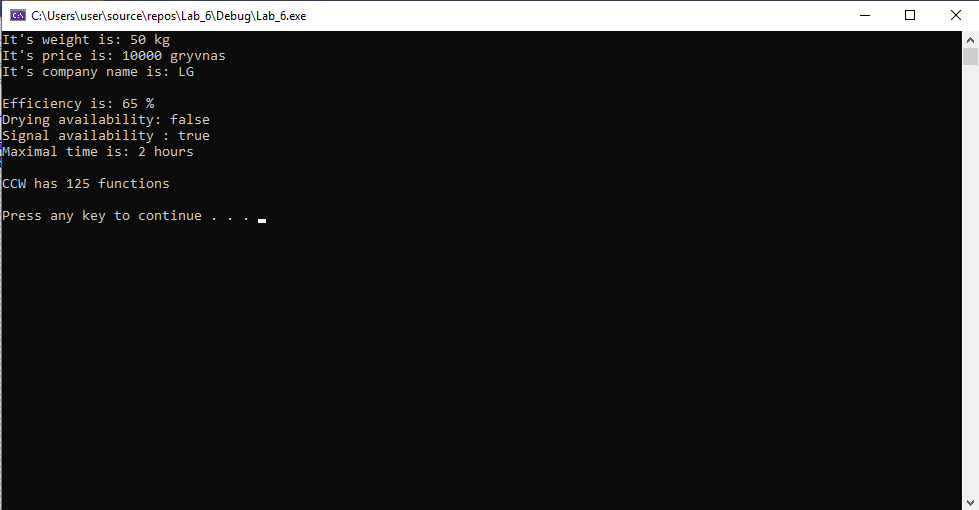 C:\Users\user\source\repos\Lab_6\Debug\Lab_6.exe
It's weight is: 50 kg
It's price is: 10000 gryvnas
It's company name is: LG
Efficiency is: 65 %
Drying availability: false
Signal availability : true
Maximal time is: 2 hours
CCW has 125 functions
Press any key to continue . . .